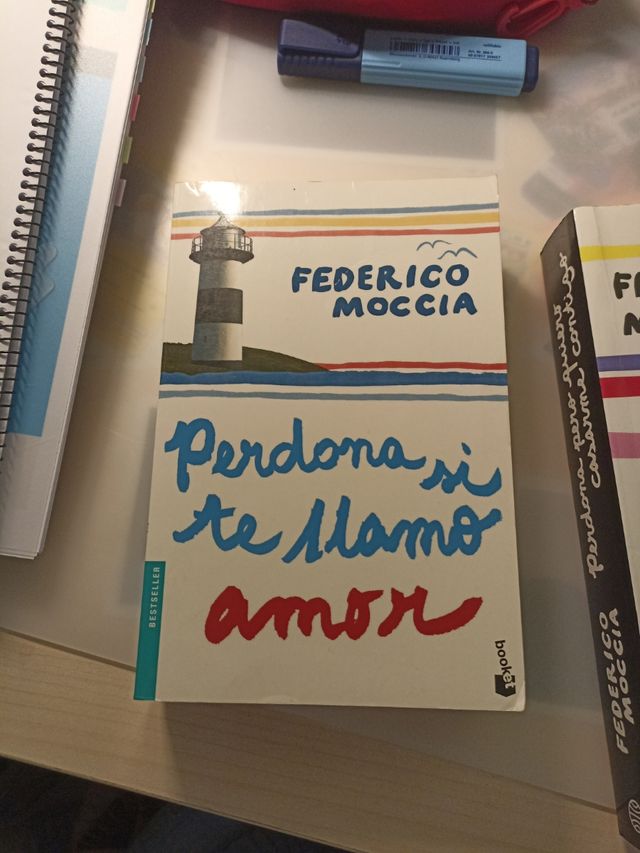 FEDERICO
MOCCIA
Perdona si
te llamo
amor
BESTSELLER
booket
Perdona pero quiero
casarme contigo
FEDERICO
MOCCIA